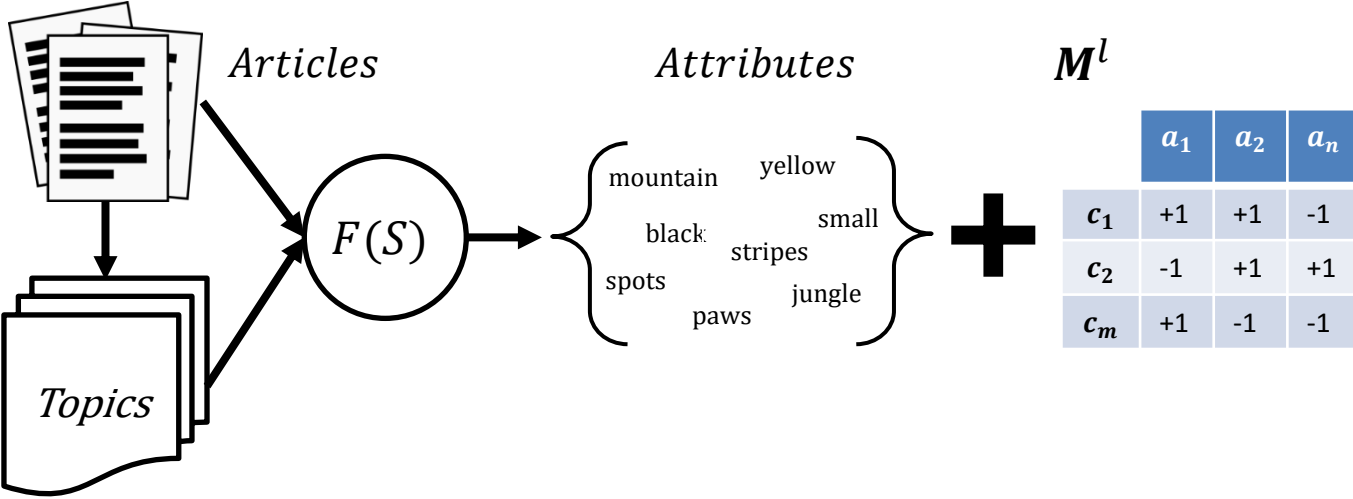 Articles
Attributes
M^l
Topics
F(S)
mountain
yellow
black
small
stripes
spots
jungle
paws
a_1 a_2 a_n
c_1 +1 +1 -1
c_2 -1 +1 +1
c_m +1 -1 -1